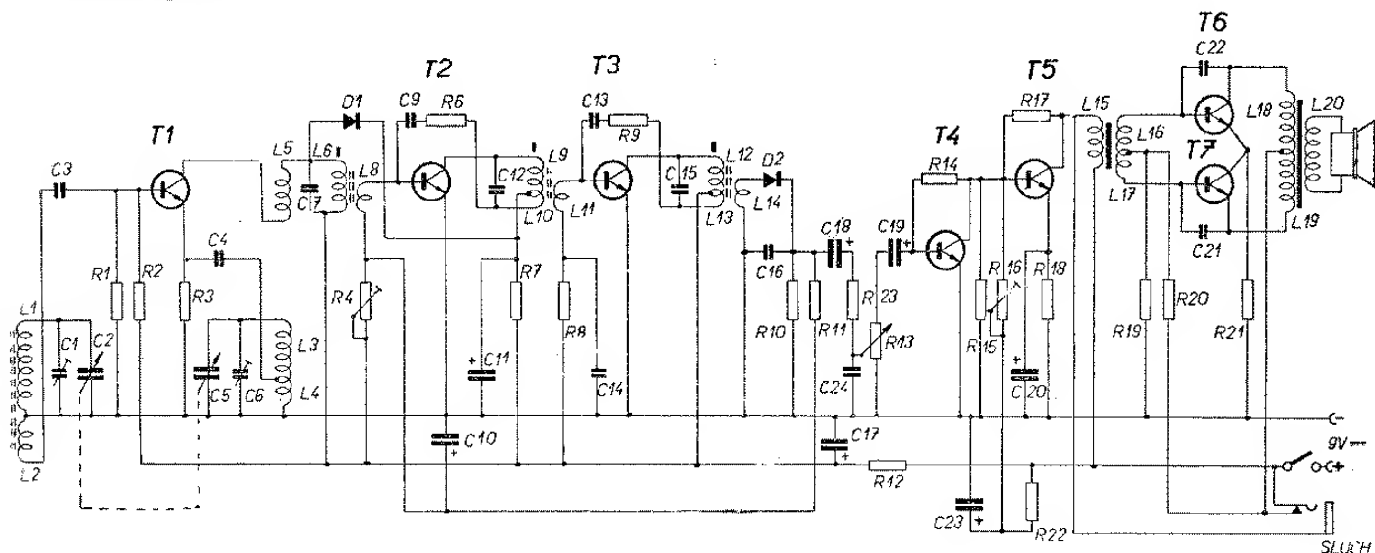 T6
C22
T2
T3
T5
D1
C9
R6
C13
R9
R17
L15
L18
L20
T1
L5
L6
L9
L12
D2
T4
L16
T7
C3
L8
C12
C15
R14
C7
L10
L11
L13
L14
L17
L19
C4
C18
+
C19
+
C21
C16
R1
R2
R3
R4
R7
R16
R18
L1
L3
R8
R10
R11
R23
R13
R15
R19
R20
R21
C1
C2
C11
+
C5
C6
L4
C14
C24
C20
+
-
C10
+
C17
+
9V
+
L2
R12
C23
+
R22
SLUCH